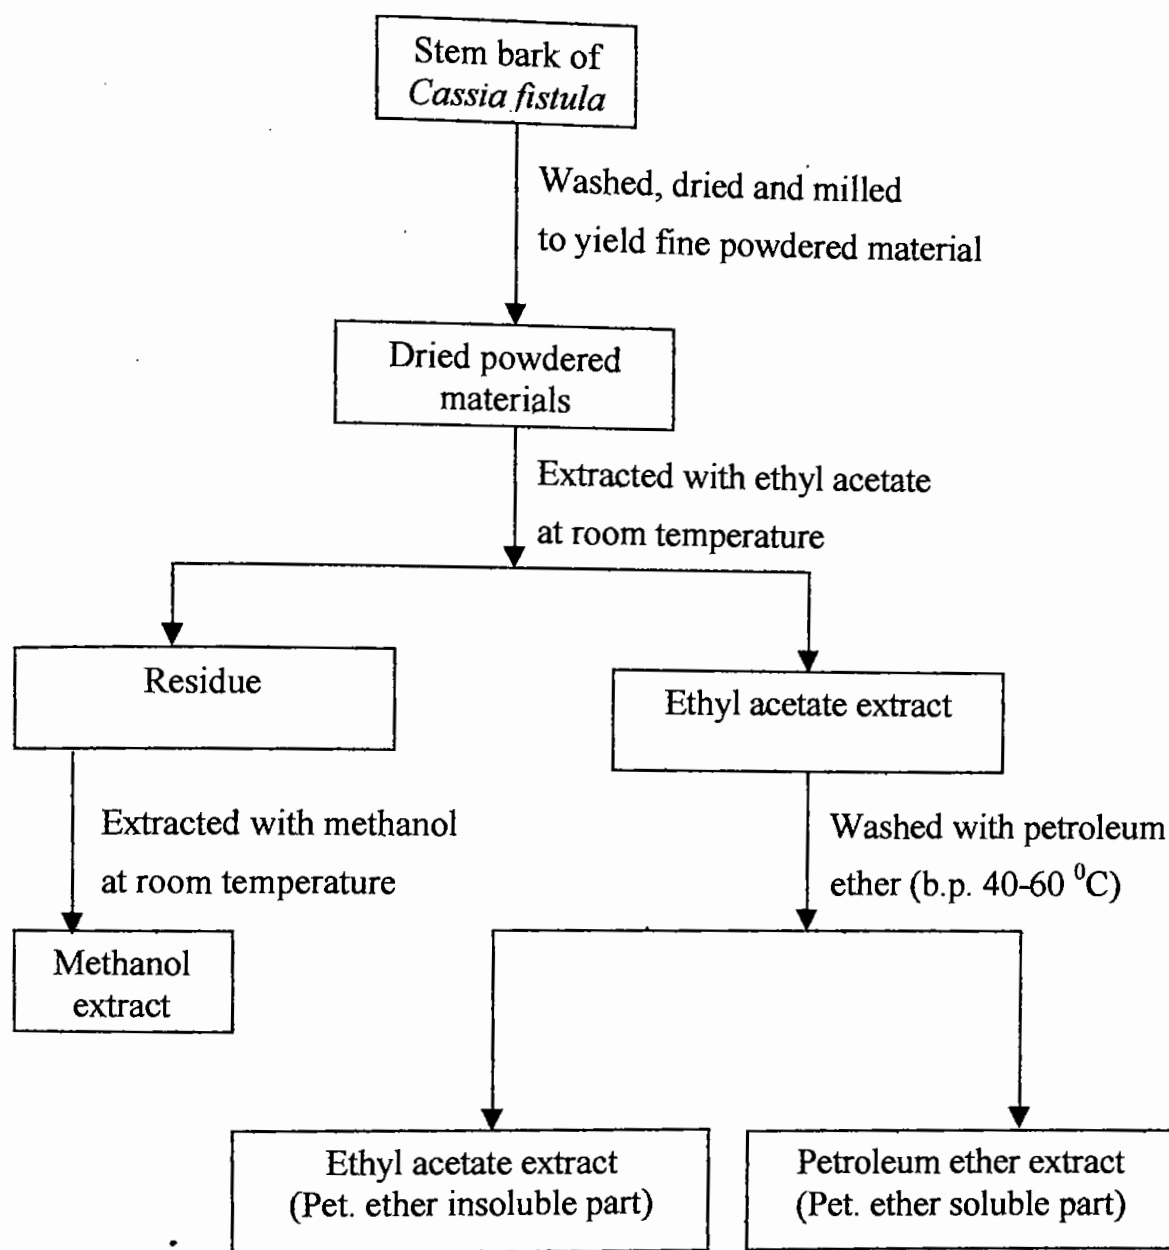 Stem bark of
Cassia fistula
Washed, dried and milled
to yield fine powdered material
Dried powdered
materials
Extracted with ethyl acetate
at room temperature
Residue
Ethyl acetate extract
Extracted with methanol
at room temperature
Washed with petroleum
ether (b.p. 40-60 ⁰C)
Methanol
extract
Ethyl acetate extract
(Pet. ether insoluble part)
Petroleum ether extract
(Pet. ether soluble part)